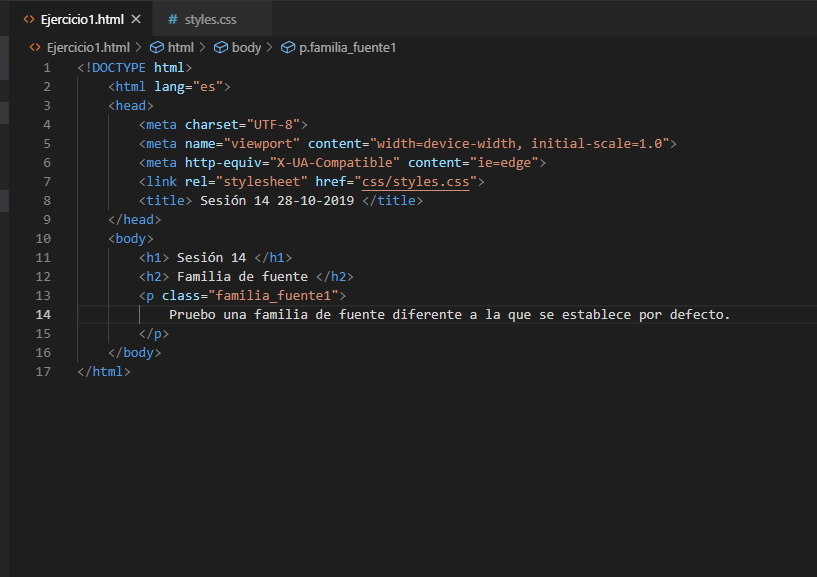 Ejercicio1.html
styles.css
Ejercicio1.html > html > body > p.familia_fuente1
1 <!DOCTYPE html>
2 <html lang="es">
3 <head>
4 <meta charset="UTF-8">
5 <meta name="viewport" content="width=device-width, initial-scale=1.0">
6 <meta http-equiv="X-UA-Compatible" content="ie=edge">
7 <link rel="stylesheet" href="css/styles.css">
8 <title> Sesión 14 28-10-2019 </title>
9 </head>
10 <body>
11 <h1> Sesión 14 </h1>
12 <h2> Familia de fuente </h2>
13 <p class="familia_fuente1">
14 Pruebo una familia de fuente diferente a la que se establece por defecto.
15 </p>
16 </body>
17 </html>